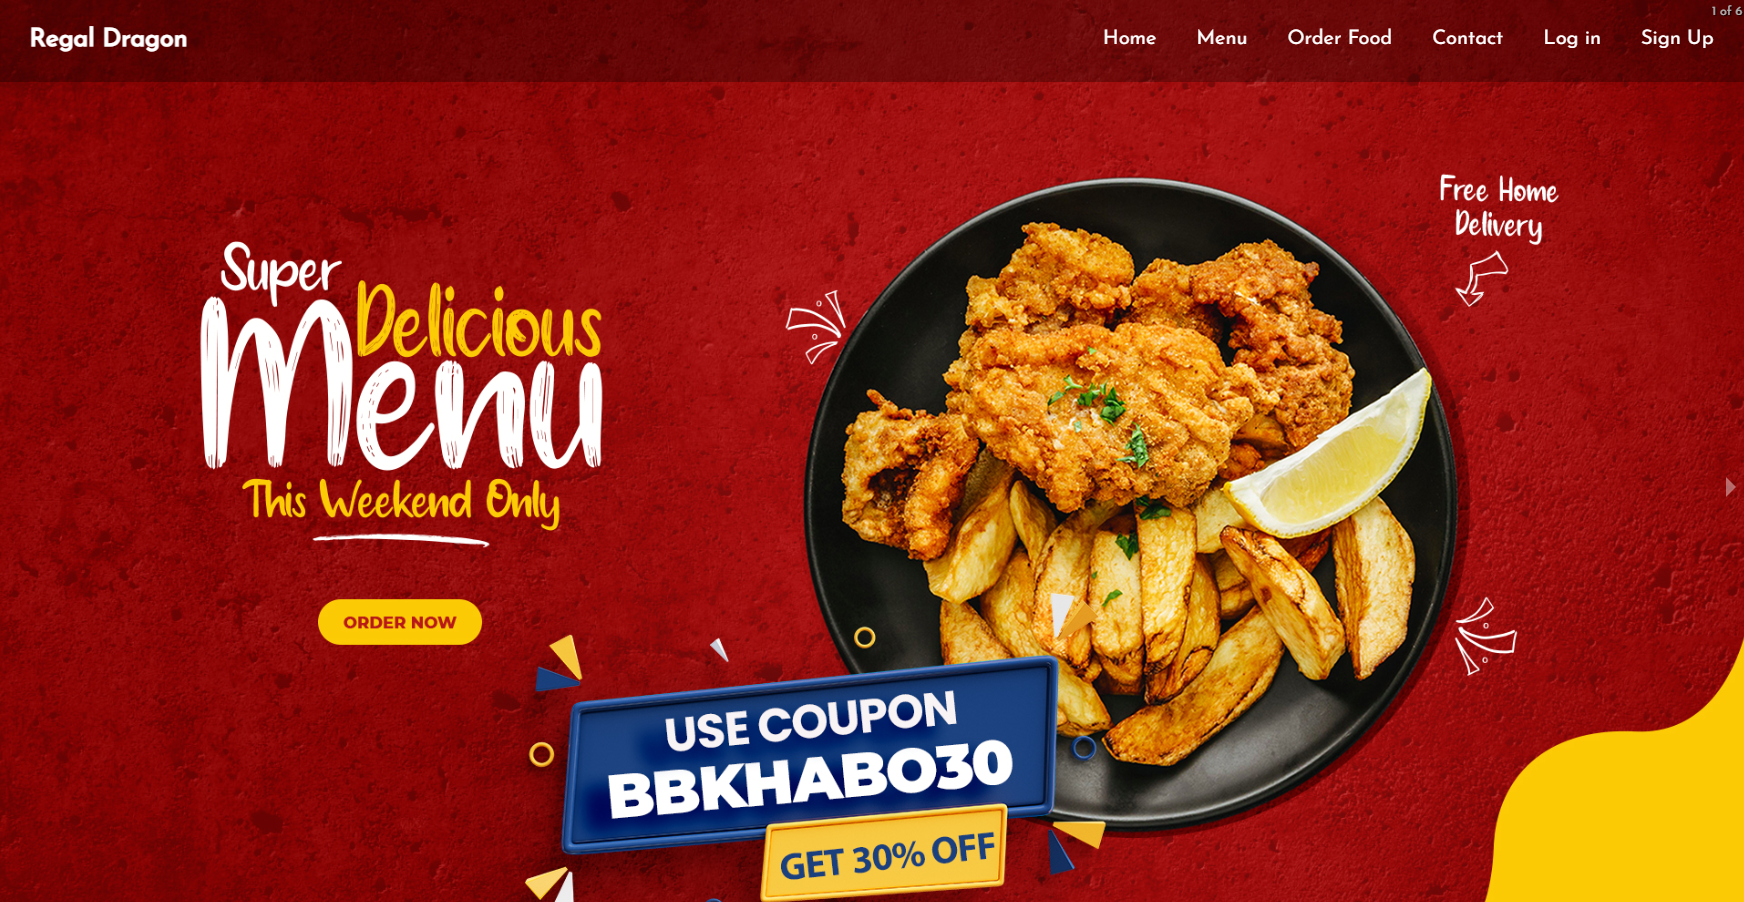 Regal Dragon
Home Menu Order Food Contact Log in Sign Up
1 of 6
Free Home
Delivery
Super
Delicious
Menu
This Weekend Only
ORDER NOW
USE COUPON
BBKHABO30
GET 30% OFF